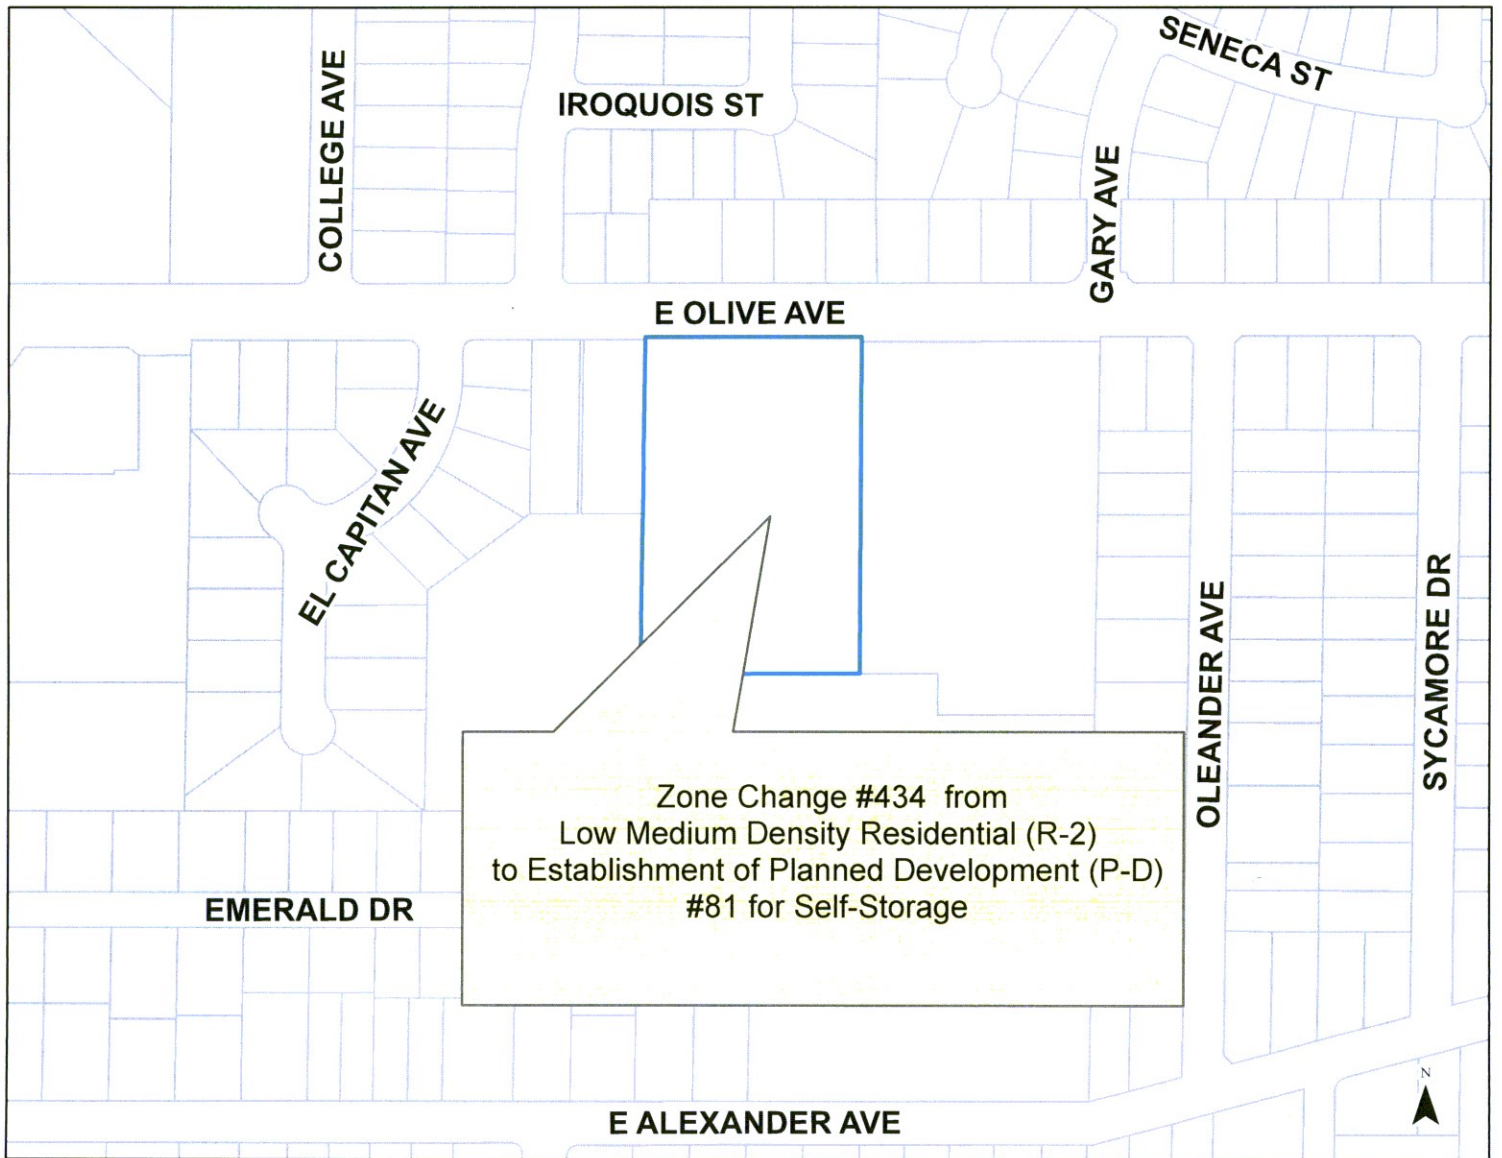 SENECA ST
COLLEGE AVE
IROQUOIS ST
GARY AVE
E OLIVE AVE
EL CAPITAN AVE
OLEANDER AVE
SYCAMORE DR
Zone Change #434 from
Low Medium Density Residential (R-2)
to Establishment of Planned Development (P-D)
#81 for Self-Storage
EMERALD DR
N
E ALEXANDER AVE